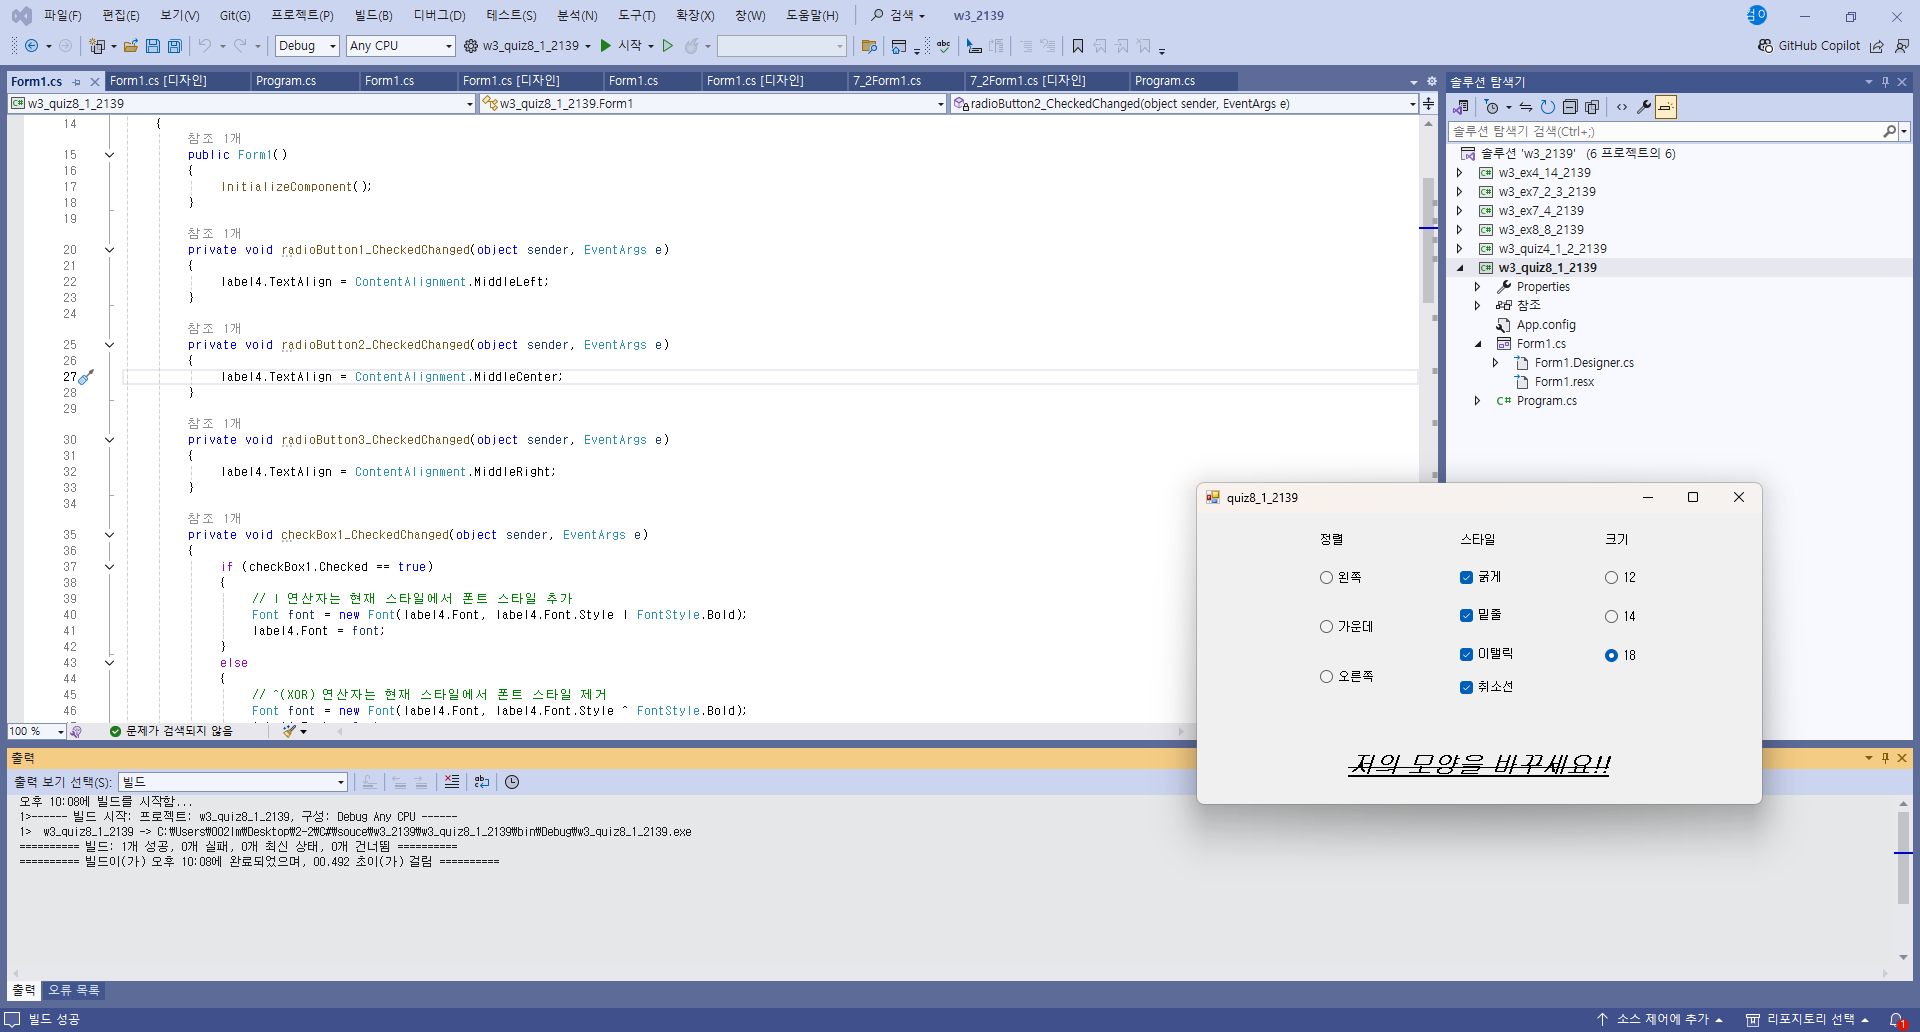 파일(F) 편집(E) 보기(V) Git(G) 프로젝트(P) 빌드(B) 디버그(D) 테스트(S) 분석(N) 도구(T) 확장(X) 창(W) 도움말(H) 검색 w3_2139
Debug Any CPU w3_quiz8_1_2139 시작 GitHub Copilot
Form1.cs Form1.cs [디자인] Program.cs Form1.cs Form1.cs [디자인] Form1.cs Form1.cs [디자인] 7_2Form1.cs 7_2Form1.cs [디자인] Program.cs
w3_quiz8_1_2139 w3_quiz8_1_2139.Form1 radioButton2_CheckedChanged(object sender, EventArgs e)
14 {
참조 1개
15 public Form1()
16 {
17 InitializeComponent();
18 }
19
참조 1개
20 private void radioButton1_CheckedChanged(object sender, EventArgs e)
21 {
22 label4.TextAlign = ContentAlignment.MiddleLeft;
23 }
24
참조 1개
25 private void radioButton2_CheckedChanged(object sender, EventArgs e)
26 {
27 label4.TextAlign = ContentAlignment.MiddleCenter;
28 }
29
참조 1개
30 private void radioButton3_CheckedChanged(object sender, EventArgs e)
31 {
32 label4.TextAlign = ContentAlignment.MiddleRight;
33 }
34
참조 1개
35 private void checkBox1_CheckedChanged(object sender, EventArgs e)
36 {
37 if (checkBox1.Checked == true)
38 {
39 // | 연산자는 현재 스타일에서 폰트 스타일 추가
40 Font font = new Font(label4.Font, label4.Font.Style | FontStyle.Bold);
41 label4.Font = font;
42 }
43 else
44 {
45 // ^(XOR) 연산자는 현재 스타일에서 폰트 스타일 제거
46 Font font = new Font(label4.Font, label4.Font.Style ^ FontStyle.Bold);
100 % 문제가 검색되지 않음
솔루션 탐색기
솔루션 탐색기 검색(Ctrl+;)
솔루션 'w3_2139' (6 프로젝트의 6)
w3_ex4_14_2139
w3_ex7_2_3_2139
w3_ex7_4_2139
w3_ex8_8_2139
w3_quiz4_1_2_2139
w3_quiz8_1_2139
Properties
참조
App.config
Form1.cs
Form1.Designer.cs
Form1.resx
C# Program.cs
quiz8_1_2139
정렬 스타일 크기
왼쪽 굵게 12
가운데 밑줄 14
오른쪽 이탤릭 18
취소선
저의 모양을 바꾸세요!!
출력
출력 보기 선택(S): 빌드
오후 10:08에 빌드를 시작함...
1>------ 빌드 시작: 프로젝트: w3_quiz8_1_2139, 구성: Debug Any CPU ------
1> w3_quiz8_1_2139 -> C:₩Users₩002lm₩Desktop₩2-2₩C#₩souce₩w3_2139₩w3_quiz8_1_2139₩bin₩Debug₩w3_quiz8_1_2139.exe
========== 빌드: 1개 성공, 0개 실패, 0개 최신 상태, 0개 건너뜀 ==========
========== 빌드이(가) 오후 10:08에 완료되었으며, 00.492 초이(가) 걸림 ==========
출력 오류 목록
빌드 성공 소스 제어에 추가 리포지토리 선택 1